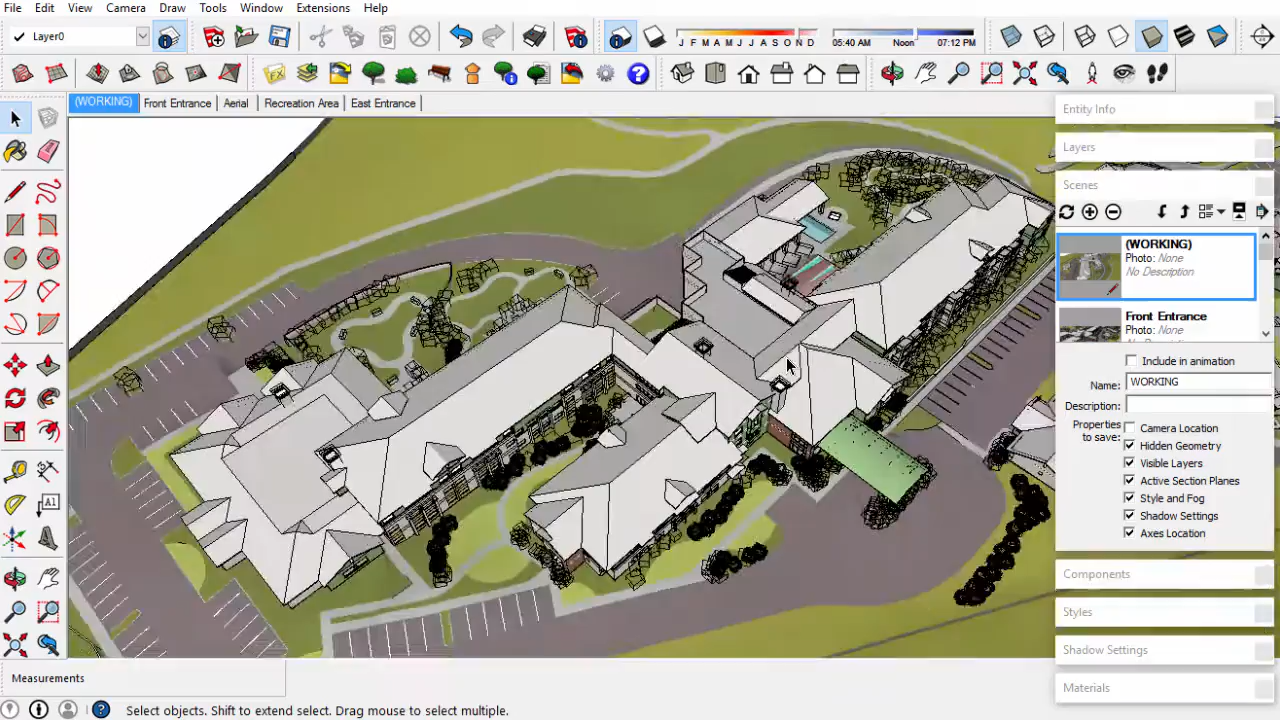 File Edit View Camera Draw Tools Window Extensions Help
Layer0
J F M A M J J A S O N D
05:40 AM Noon 07:12 PM
(WORKING) Front Entrance Aerial Recreation Area East Entrance
Entity Info
Layers
Scenes
(WORKING)
Photo: None
No Description
Front Entrance
Photo: None
Include in animation
Name: WORKING
Description:
Properties to save:
Camera Location
Hidden Geometry
Visible Layers
Active Section Planes
Style and Fog
Shadow Settings
Axes Location
Components
Styles
Shadow Settings
Materials
Measurements
Select objects. Shift to extend select. Drag mouse to select multiple.